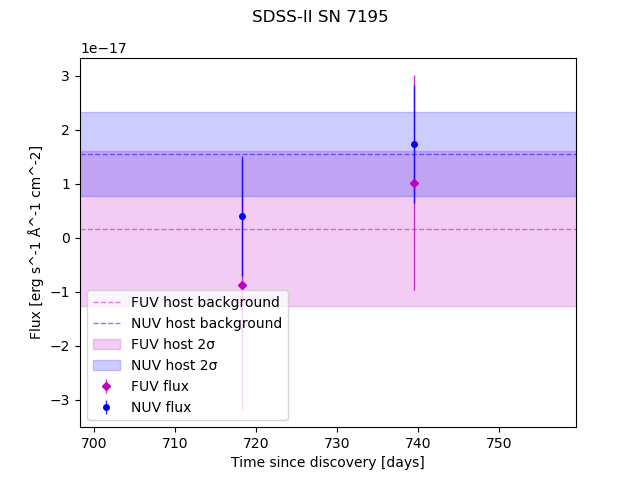 SDSS-II SN 7195
1e−17
3
2
1
0
−1
−2
−3
Flux [erg s^-1 Å^-1 cm^-2]
FUV host background
NUV host background
FUV host 2σ
NUV host 2σ
FUV flux
NUV flux
700 710 720 730 740 750
Time since discovery [days]